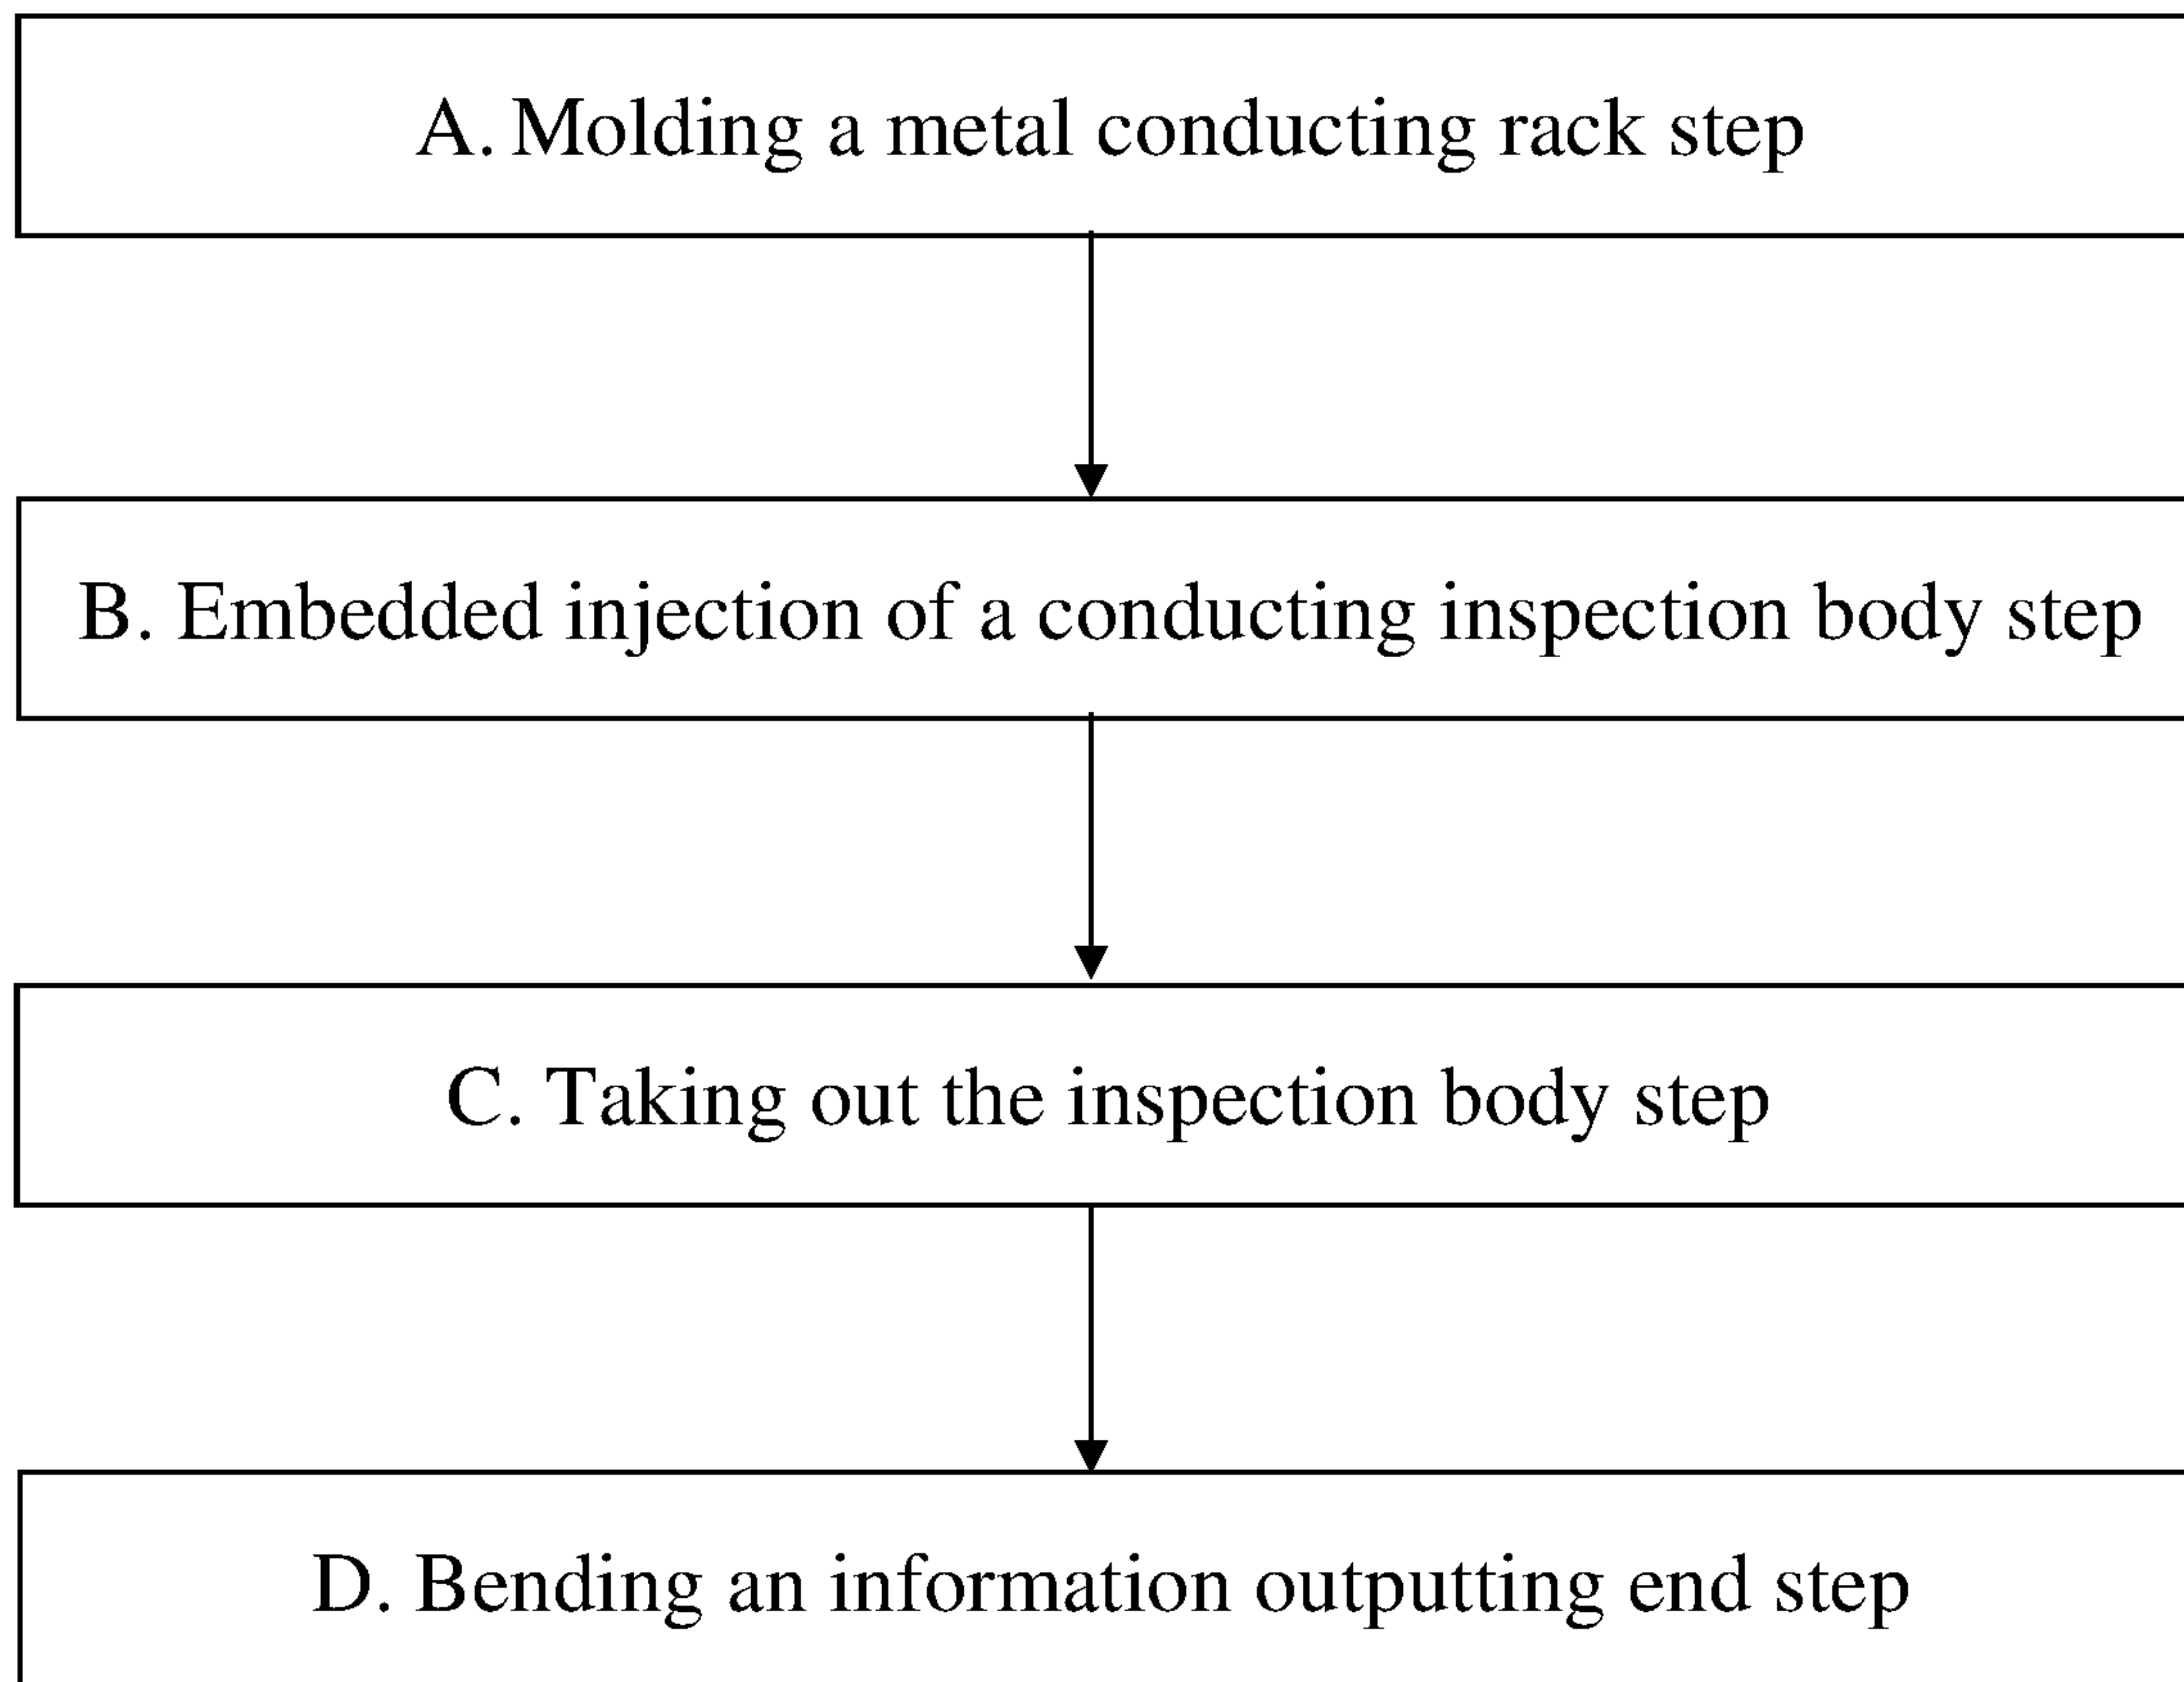 A. Molding a metal conducting rack step
B. Embedded injection of a conducting inspection body step
C. Taking out the inspection body step
D. Bending an information outputting end step